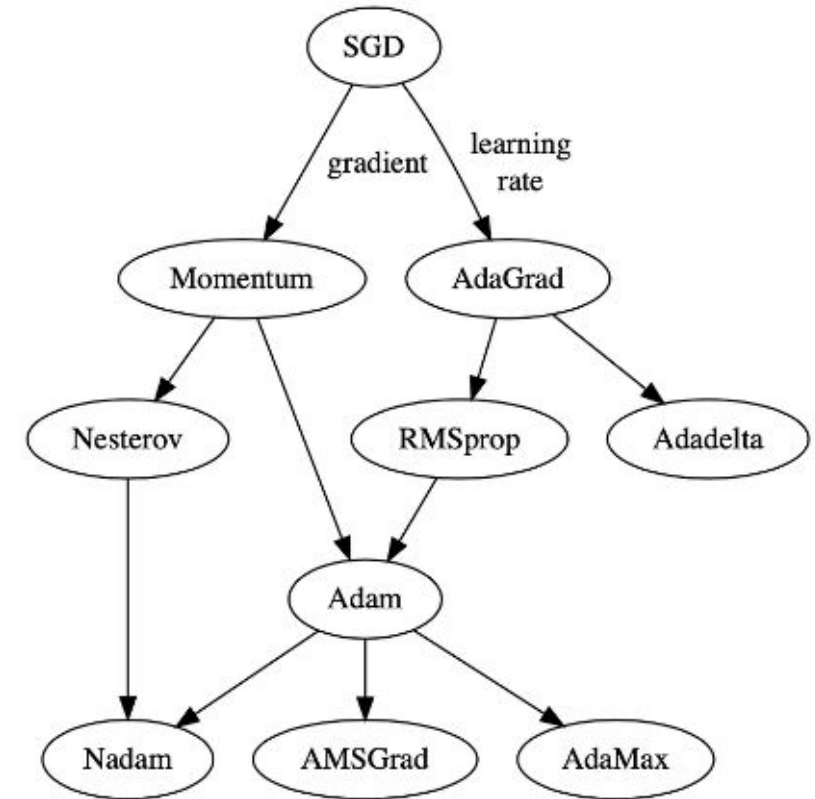 SGD
gradient
learning
rate
Momentum
AdaGrad
Nesterov
RMSprop
Adadelta
Adam
Nadam
AMSGrad
AdaMax